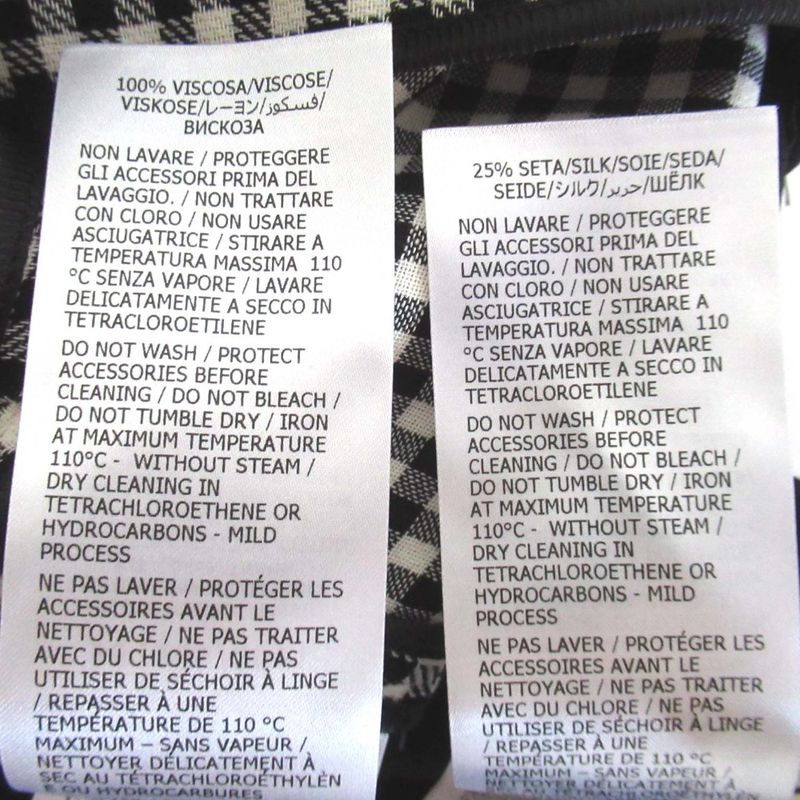 100% VISCOSA/VISCOSE/
VISKOSE/レーヨン/فسكوز/
ВИСКОЗА
NON LAVARE / PROTEGGERE
GLI ACCESSORI PRIMA DEL
LAVAGGIO. / NON TRATTARE
CON CLORO / NON USARE
ASCIUGATRICE / STIRARE A
TEMPERATURA MASSIMA 110
°C SENZA VAPORE / LAVARE
DELICATAMENTE A SECCO IN
TETRACLOROETILENE
DO NOT WASH / PROTECT
ACCESSORIES BEFORE
CLEANING / DO NOT BLEACH /
DO NOT TUMBLE DRY / IRON
AT MAXIMUM TEMPERATURE
110°C - WITHOUT STEAM /
DRY CLEANING IN
TETRACHLOROETHENE OR
HYDROCARBONS - MILD
PROCESS
NE PAS LAVER / PROTÉGER LES
ACCESSOIRES AVANT LE
NETTOYAGE / NE PAS TRAITER
AVEC DU CHLORE / NE PAS
UTILISER DE SÉCHOIR À LINGE
/ REPASSER À UNE
TEMPÉRATURE DE 110 °C
MAXIMUM – SANS VAPEUR /
NETTOYER DÉLICATEMENT À
SEC AU TÉTRACHLOROÉTHYLÈN
E OU HYDROCARBURES
25% SETA/SILK/SOIE/SEDA/
SEIDE/シルク/حرير/ШЁЛК
NON LAVARE / PROTEGGERE
GLI ACCESSORI PRIMA DEL
LAVAGGIO. / NON TRATTARE
CON CLORO / NON USARE
ASCIUGATRICE / STIRARE A
TEMPERATURA MASSIMA 110
°C SENZA VAPORE / LAVARE
DELICATAMENTE A SECCO IN
TETRACLOROETILENE
DO NOT WASH / PROTECT
ACCESSORIES BEFORE
CLEANING / DO NOT BLEACH /
DO NOT TUMBLE DRY / IRON
AT MAXIMUM TEMPERATURE
110°C - WITHOUT STEAM /
DRY CLEANING IN
TETRACHLOROETHENE OR
HYDROCARBONS - MILD
PROCESS
NE PAS LAVER / PROTÉGER LES
ACCESSOIRES AVANT LE
NETTOYAGE / NE PAS TRAITER
AVEC DU CHLORE / NE PAS
UTILISER DE SÉCHOIR À LINGE
/ REPASSER À UNE
TEMPÉRATURE DE 110 °C
MAXIMUM – SANS VAPEUR /
NETTOYER DÉLICATEMENT À
SEC AU TÉTRACHLOROÉTHYLÈN